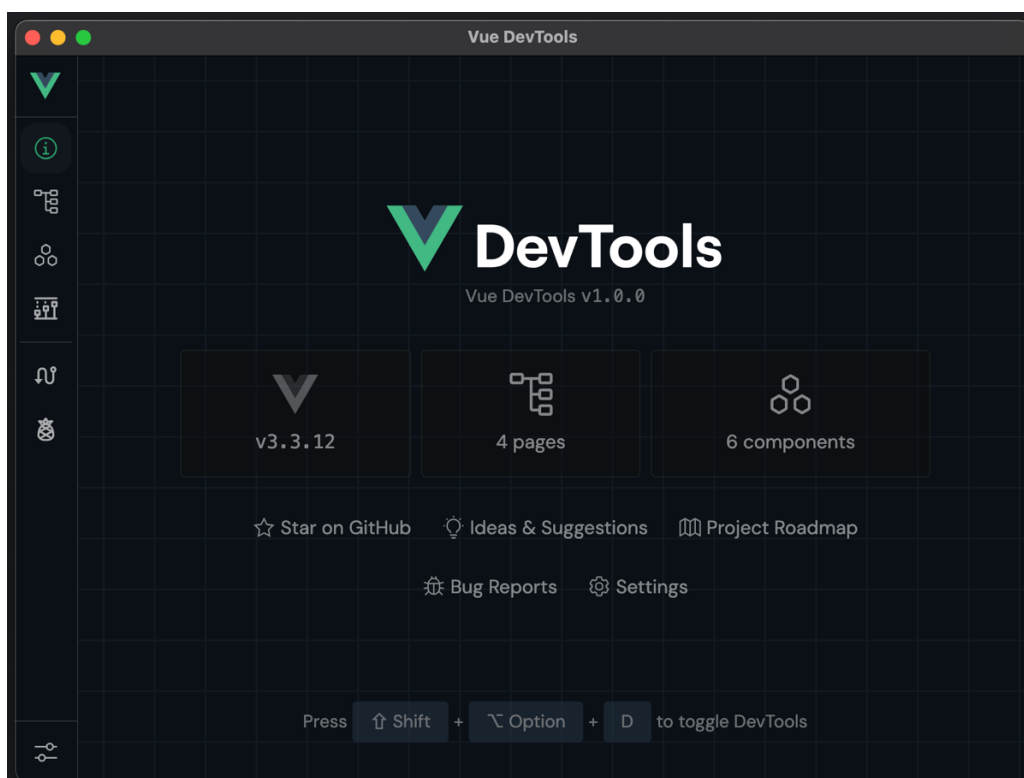 Vue DevTools
DevTools
Vue DevTools v1.0.0
v3.3.12
4 pages
6 components
Star on GitHub Ideas & Suggestions Project Roadmap
Bug Reports Settings
Press ⇧ Shift + ⌥ Option + D to toggle DevTools